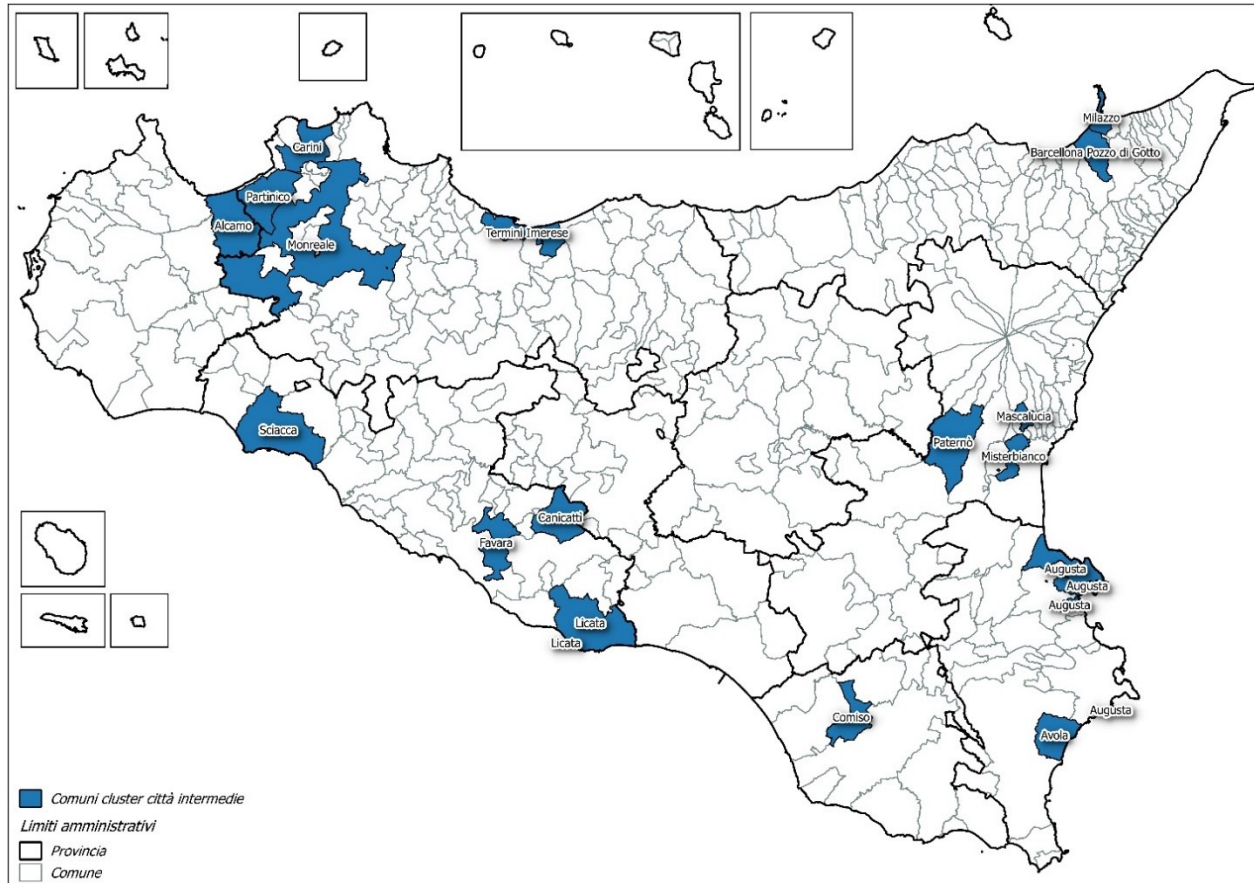 Milazzo
Carini
Barcellona Pozzo di Gotto
Partinico
Alcamo
Termini Imerese
Monreale
Mascalucia
Sciacca
Paternò
Misterbianco
Canicattì
Favara
Augusta
Augusta
Augusta
Licata
Licata
Augusta
Comiso
Avola
Comuni cluster città intermedie
Limiti amministrativi
Provincia
Comune